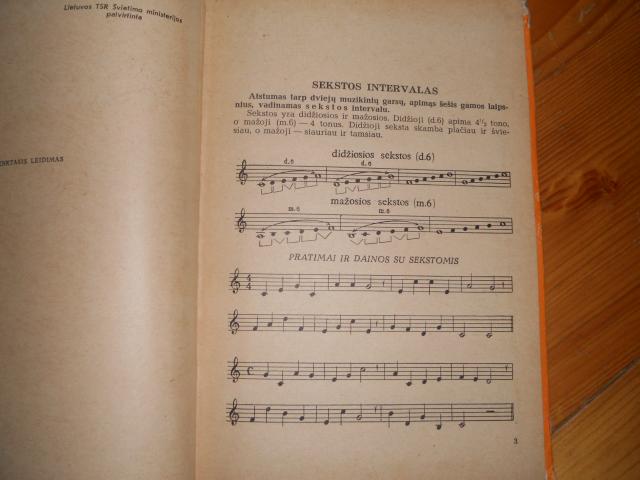 Lietuvos TSR Švietimo ministerijos
patvirtinta
NKTASIS LEIDIMAS
SEKSTOS INTERVALAS
Atstumas tarp dviejų muzikinių garsų, apimąs šešis gamos laips-
nius, vadinamas sekstos intervalu.
Sekstos yra didžiosios ir mažosios. Didžioji (d.6) apima 4½ tono,
o mažoji (m.6) — 4 tonus. Didžioji seksta skamba plačiau ir švie-
siau, o mažoji — siauriau ir tamsiau.
didžiosios sekstos (d.6)
d.6 d.6
mažosios sekstos (m.6)
m.6 m.6
PRATIMAI IR DAINOS SU SEKSTOMIS
3